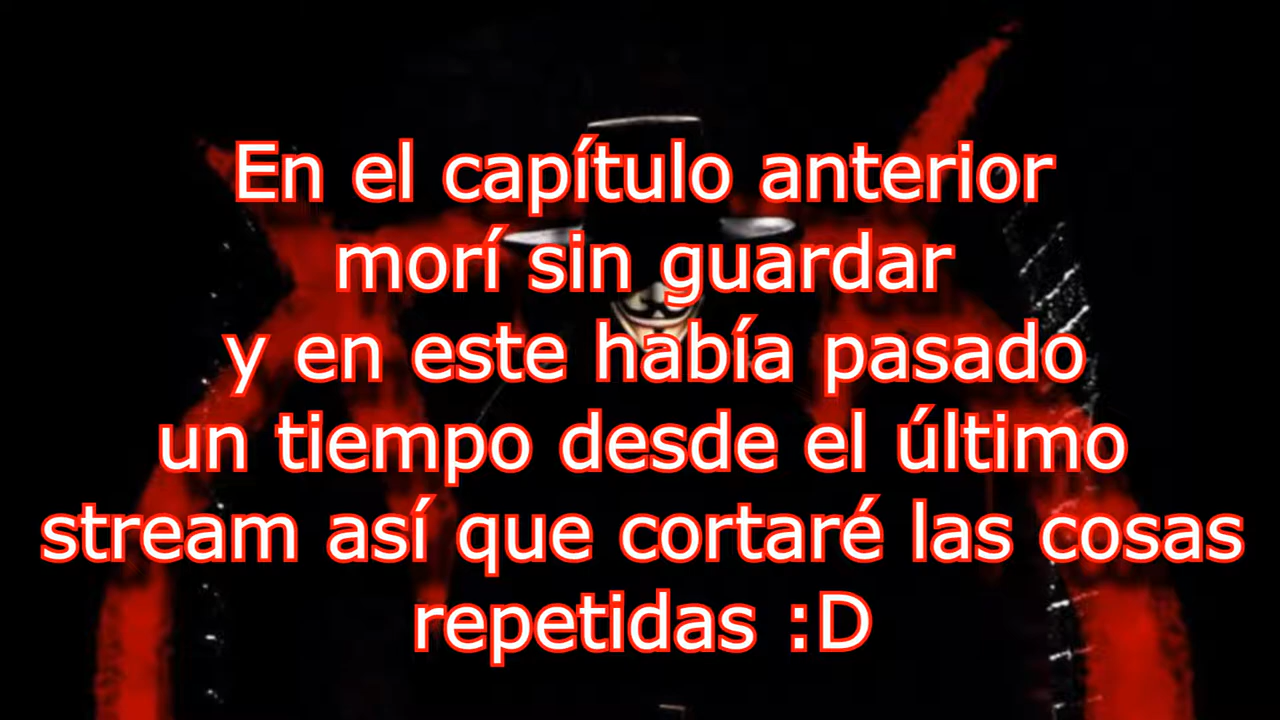 En el capítulo anterior
morí sin guardar
y en este había pasado
un tiempo desde el último
stream así que cortaré las cosas
repetidas :D